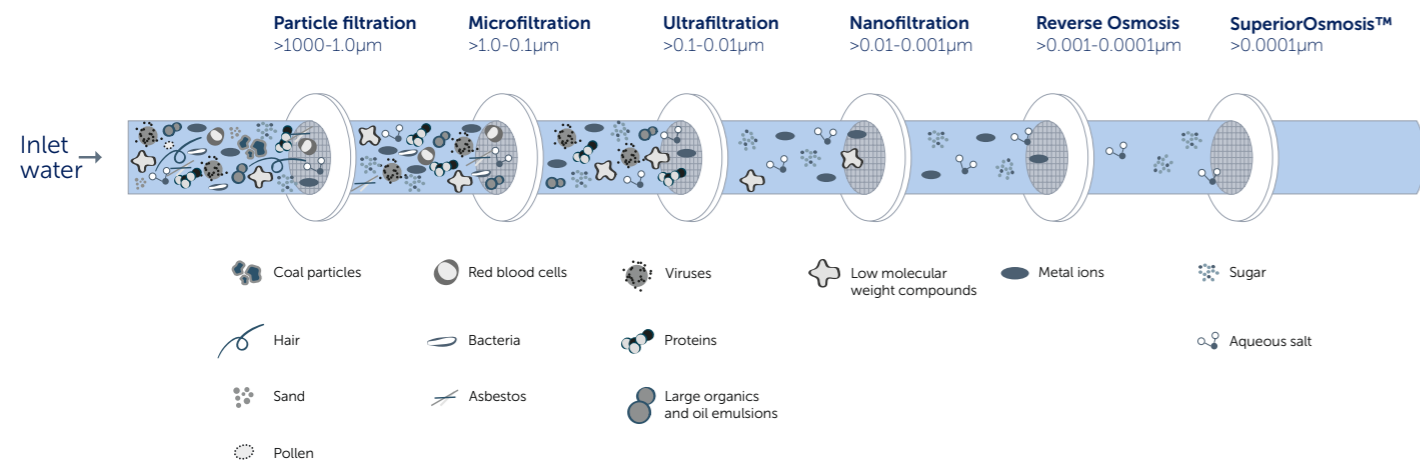 Particle filtration
>1000-1.0µm
Microfiltration
>1.0-0.1µm
Ultrafiltration
>0.1-0.01µm
Nanofiltration
>0.01-0.001µm
Reverse Osmosis
>0.001-0.0001µm
SuperiorOsmosis™
>0.0001µm
Inlet
water
Coal particles
Hair
Sand
Pollen
Red blood cells
Bacteria
Asbestos
Viruses
Proteins
Large organics
and oil emulsions
Low molecular
weight compounds
Metal ions
Sugar
Aqueous salt